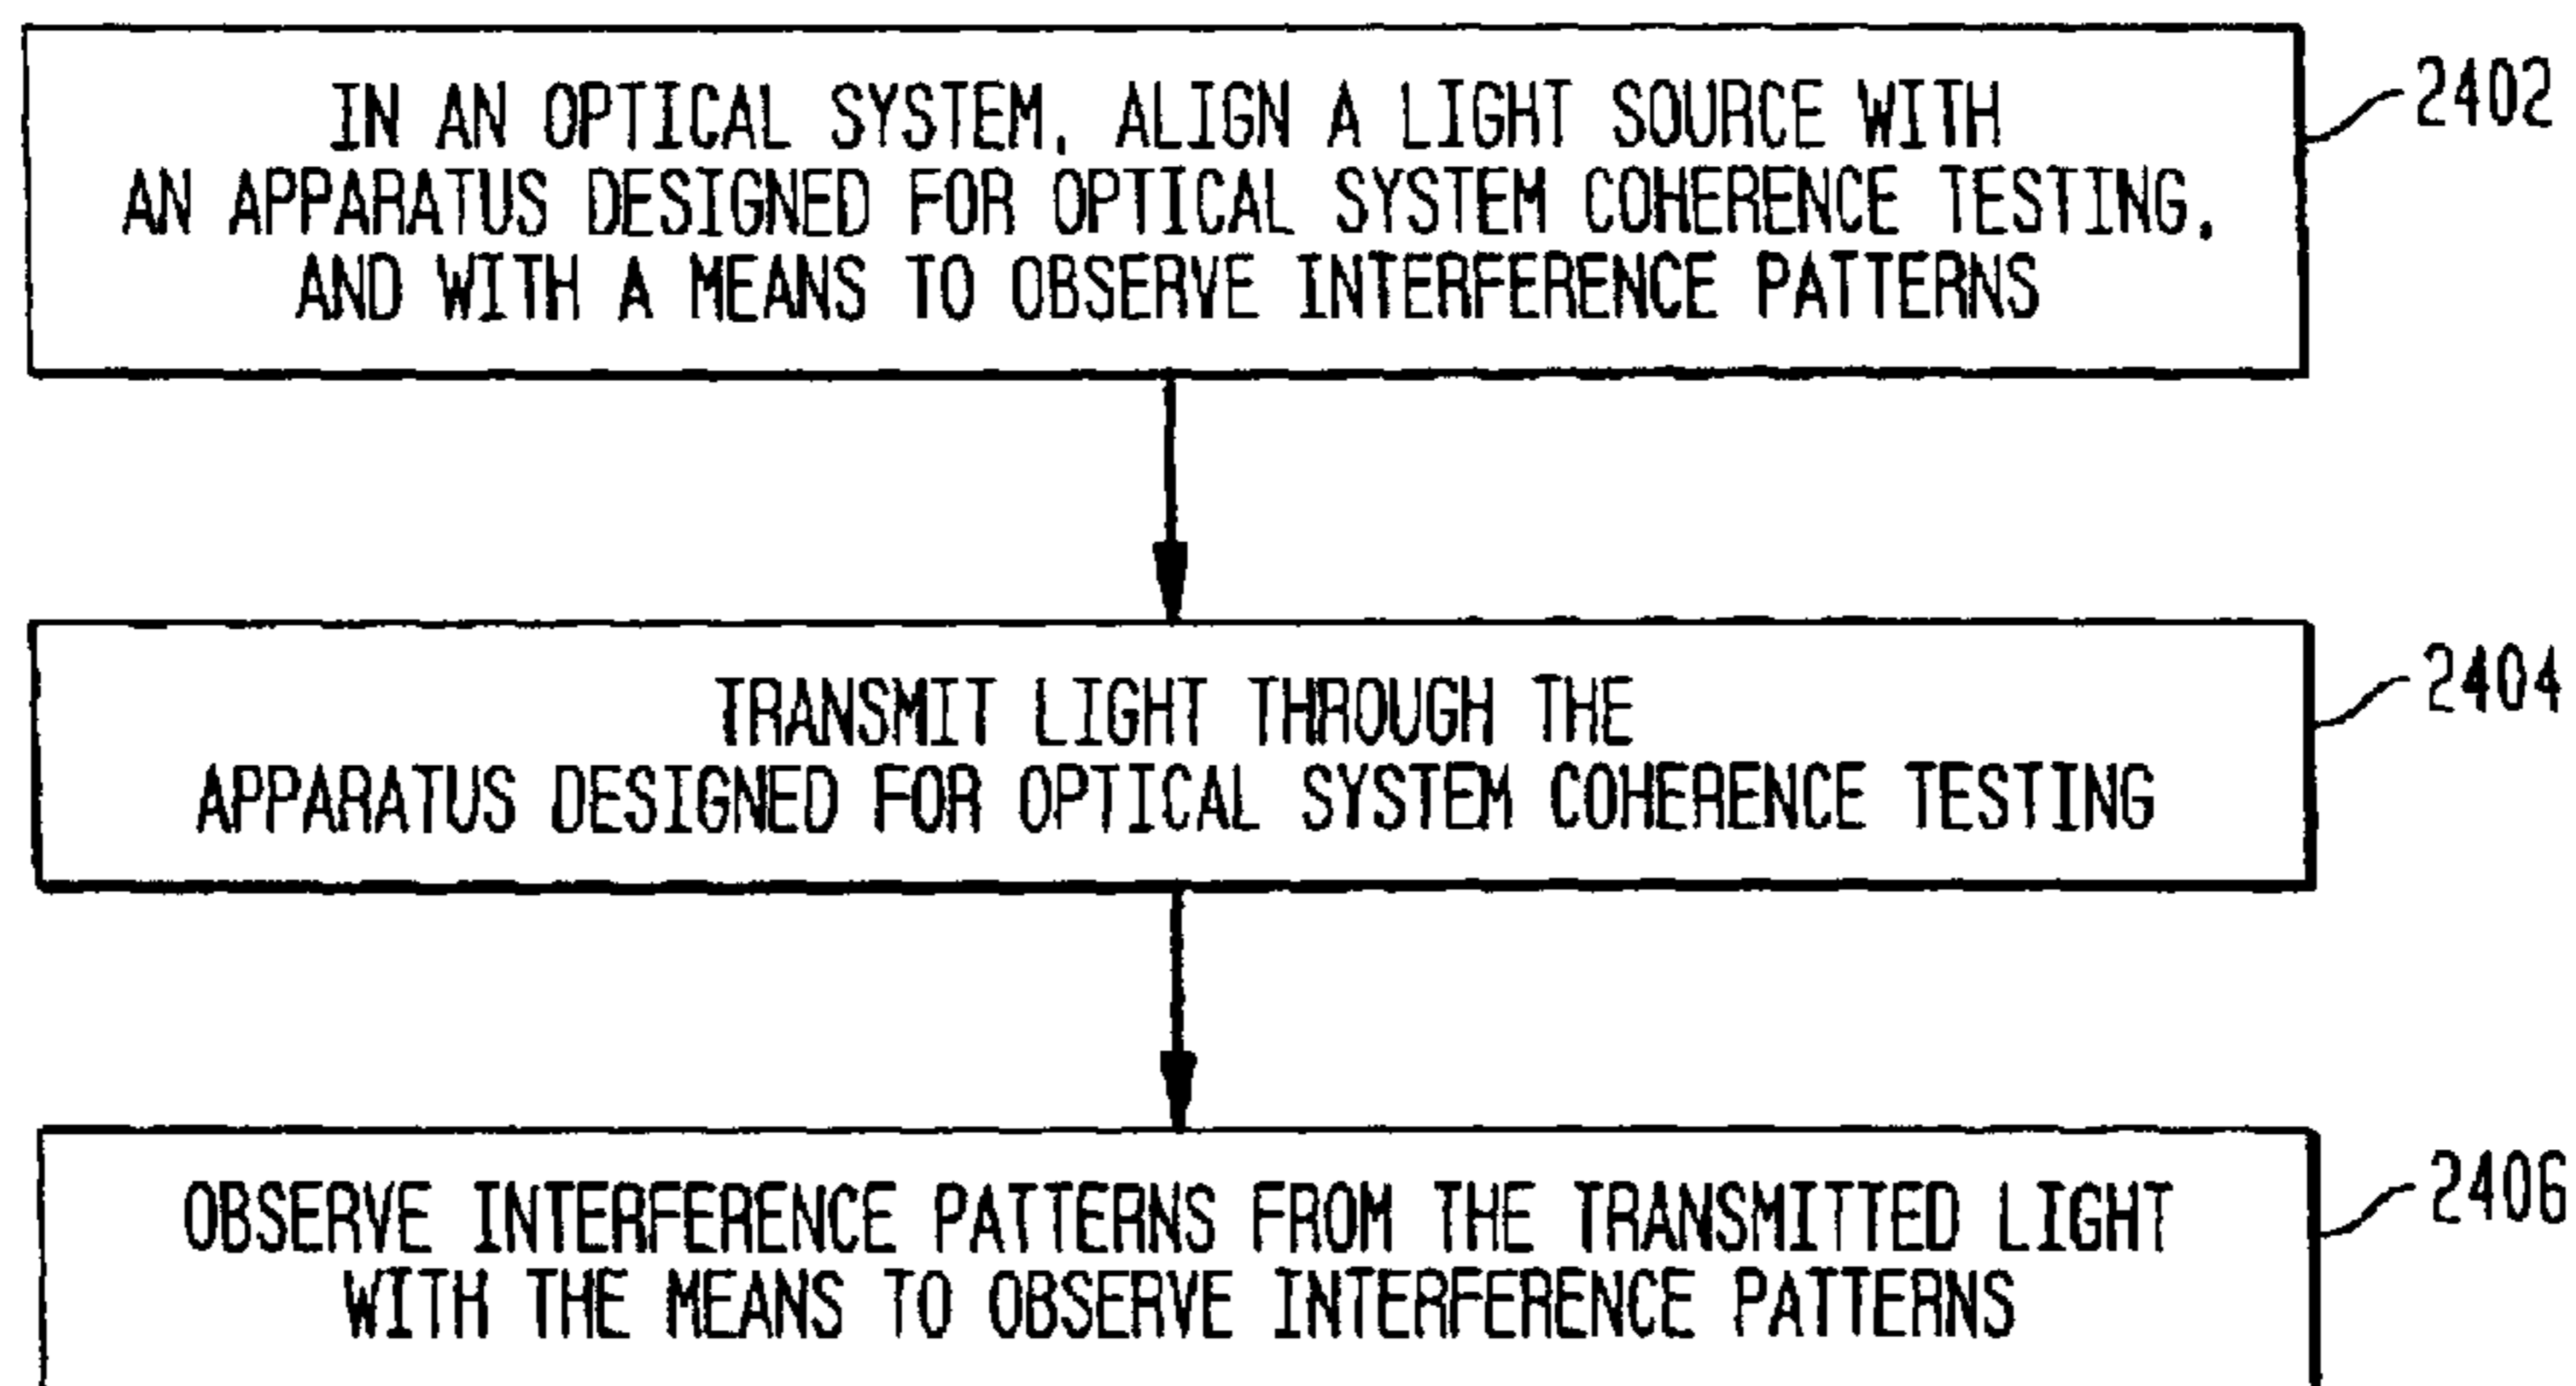 IN AN OPTICAL SYSTEM, ALIGN A LIGHT SOURCE WITH
AN APPARATUS DESIGNED FOR OPTICAL SYSTEM COHERENCE TESTING,
AND WITH A MEANS TO OBSERVE INTERFERENCE PATTERNS
2402
TRANSMIT LIGHT THROUGH THE
APPARATUS DESIGNED FOR OPTICAL SYSTEM COHERENCE TESTING
2404
OBSERVE INTERFERENCE PATTERNS FROM THE TRANSMITTED LIGHT
WITH THE MEANS TO OBSERVE INTERFERENCE PATTERNS
2406